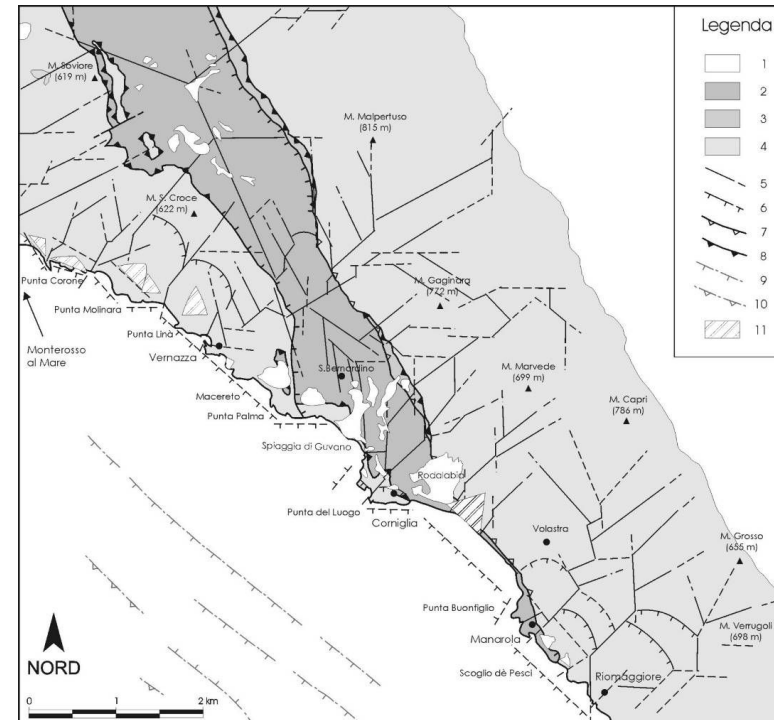 Legenda
1
2
3
4
5
6
7
8
9
10
11
M. Soviore
(619 m)
M. Malpertuso
(815 m)
M. S. Croce
(622 m)
M. Gaginara
(772 m)
Punta Corone
Punta Molinara
Punta Linà
Vernazza
Monterosso
al Mare
S.Bernardino
M. Marvede
(699 m)
M. Capri
(786 m)
Macereto
Punta Palma
Spiaggia di Guvano
Rodalabio
Punta del Luogo
Corniglia
Volastra
M. Grosso
(655 m)
Punta Buonfiglio
Manarola
M. Verrugoli
(698 m)
Scoglio dè Pesci
Riomaggiore
NORD
0 1 2 km